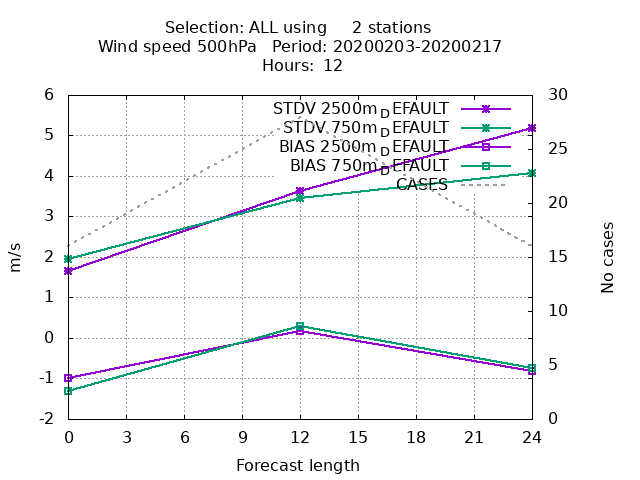 Selection: ALL using     2 stations
Wind speed 500hPa   Period: 20200203-20200217
Hours: 12
6
5
4
3
2
1
0
-1
-2
30
25
20
15
10
5
0
STDV 2500m_DEFAULT
STDV 750m_DEFAULT
BIAS 2500m_DEFAULT
BIAS 750m_DEFAULT
CASES
m/s
No cases
0 3 6 9 12 15 18 21 24
Forecast length